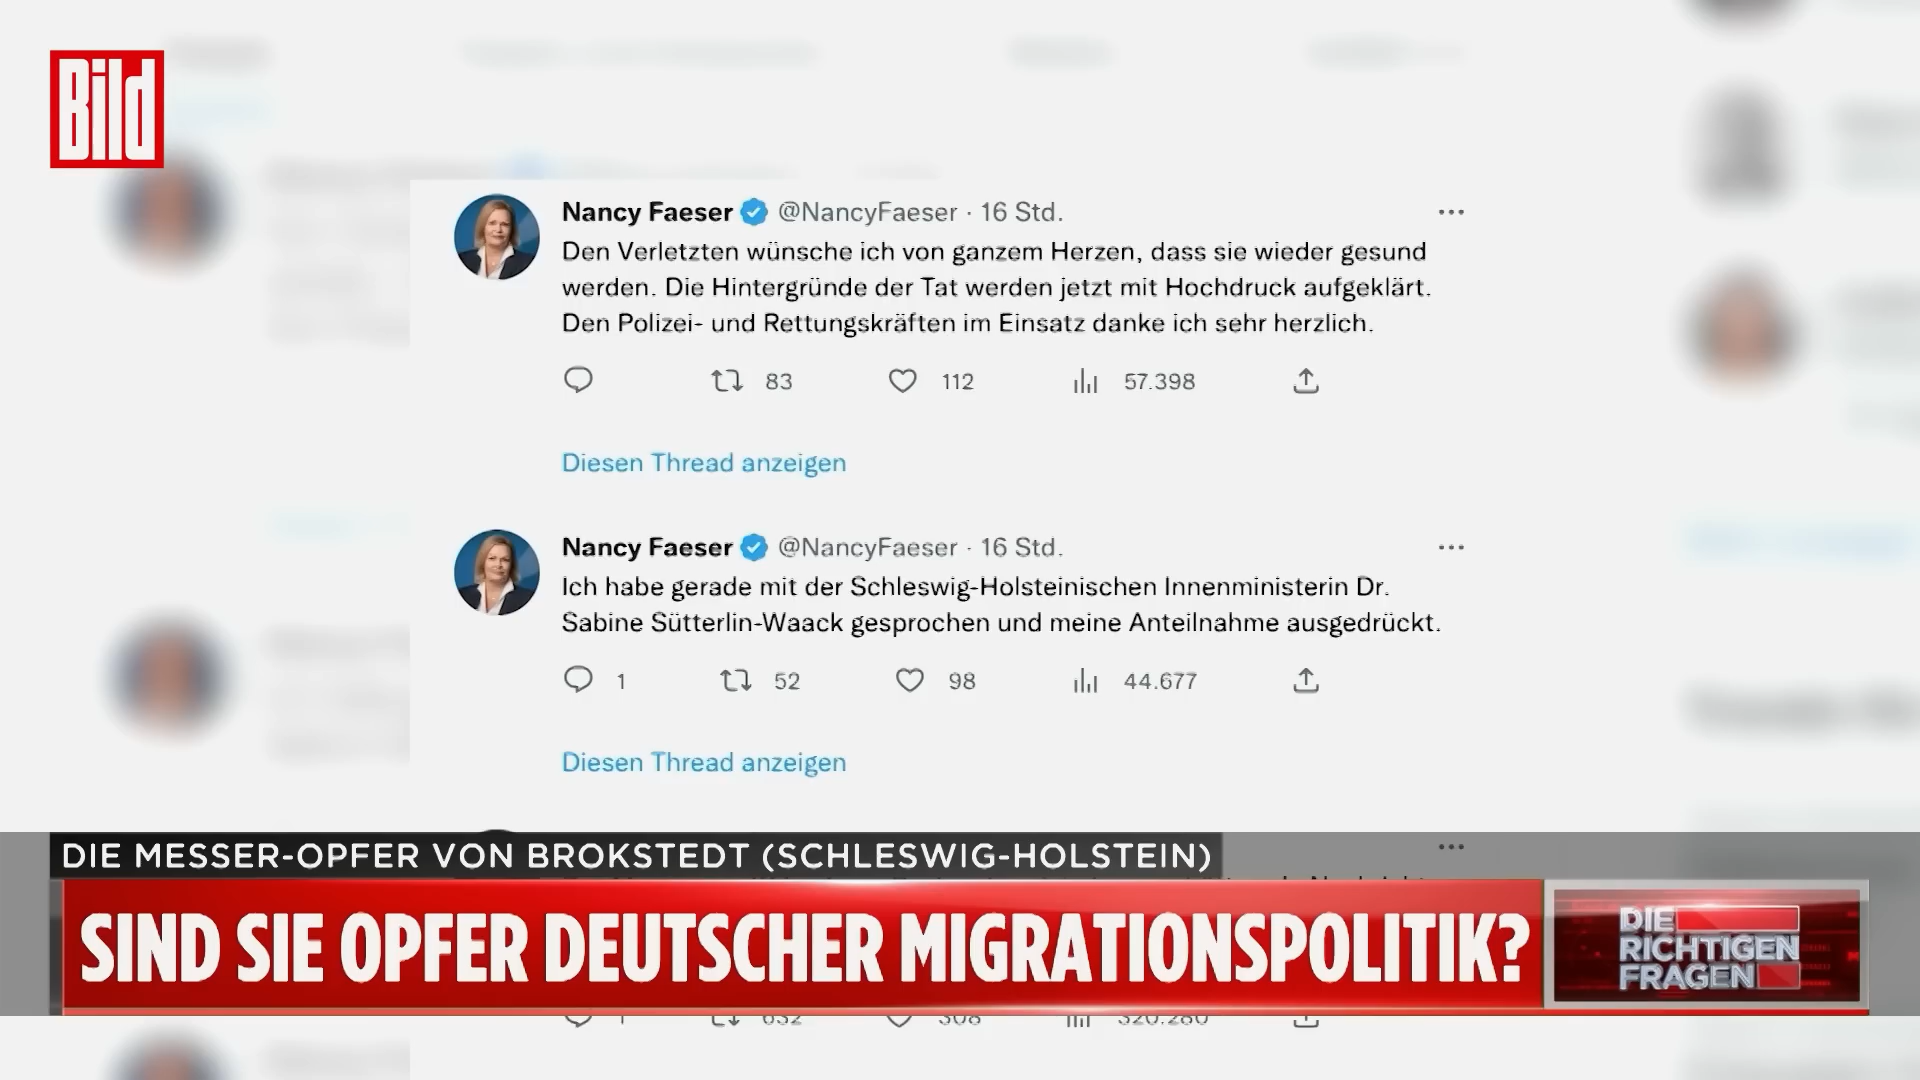 Bild
Nancy Faeser @NancyFaeser · 16 Std.
Den Verletzten wünsche ich von ganzem Herzen, dass sie wieder gesund
werden. Die Hintergründe der Tat werden jetzt mit Hochdruck aufgeklärt.
Den Polizei- und Rettungskräften im Einsatz danke ich sehr herzlich.
83 112 57.398
Diesen Thread anzeigen
Nancy Faeser @NancyFaeser · 16 Std.
Ich habe gerade mit der Schleswig-Holsteinischen Innenministerin Dr.
Sabine Sütterlin-Waack gesprochen und meine Anteilnahme ausgedrückt.
1 52 98 44.677
Diesen Thread anzeigen
DIE MESSER-OPFER VON BROKSTEDT (SCHLESWIG-HOLSTEIN)
SIND SIE OPFER DEUTSCHER MIGRATIONSPOLITIK?
DIE
RICHTIGEN
FRAGEN